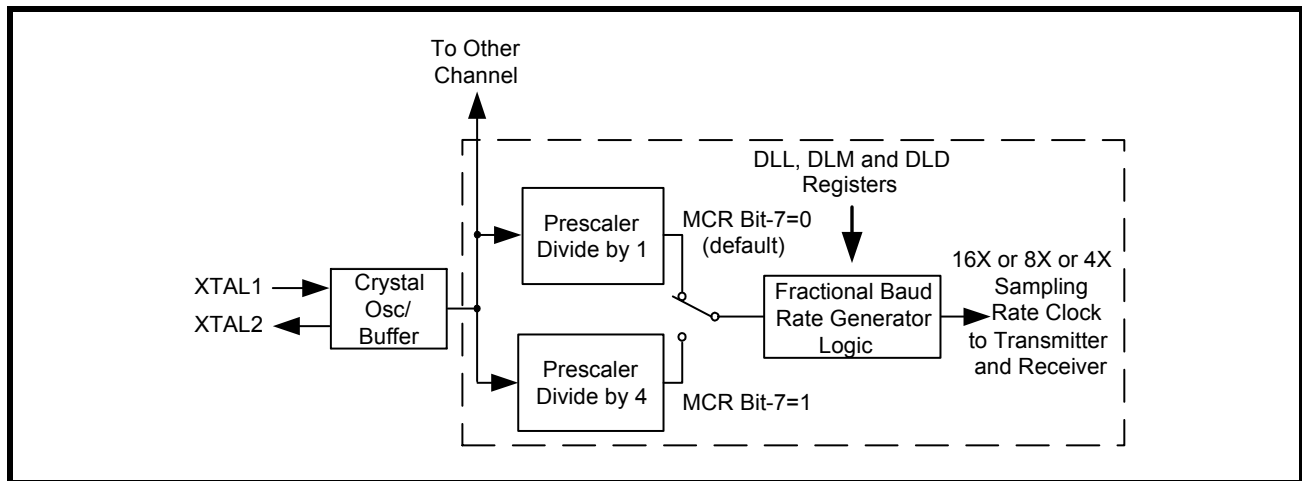 To Other
Channel
DLL, DLM and DLD
Registers
Prescaler
Divide by 1
MCR Bit-7=0
(default)
16X or 8X or 4X
Sampling
Rate Clock
to Transmitter
and Receiver
XTAL1
XTAL2
Crystal
Osc/
Buffer
Fractional Baud
Rate Generator
Logic
Prescaler
Divide by 4
MCR Bit-7=1